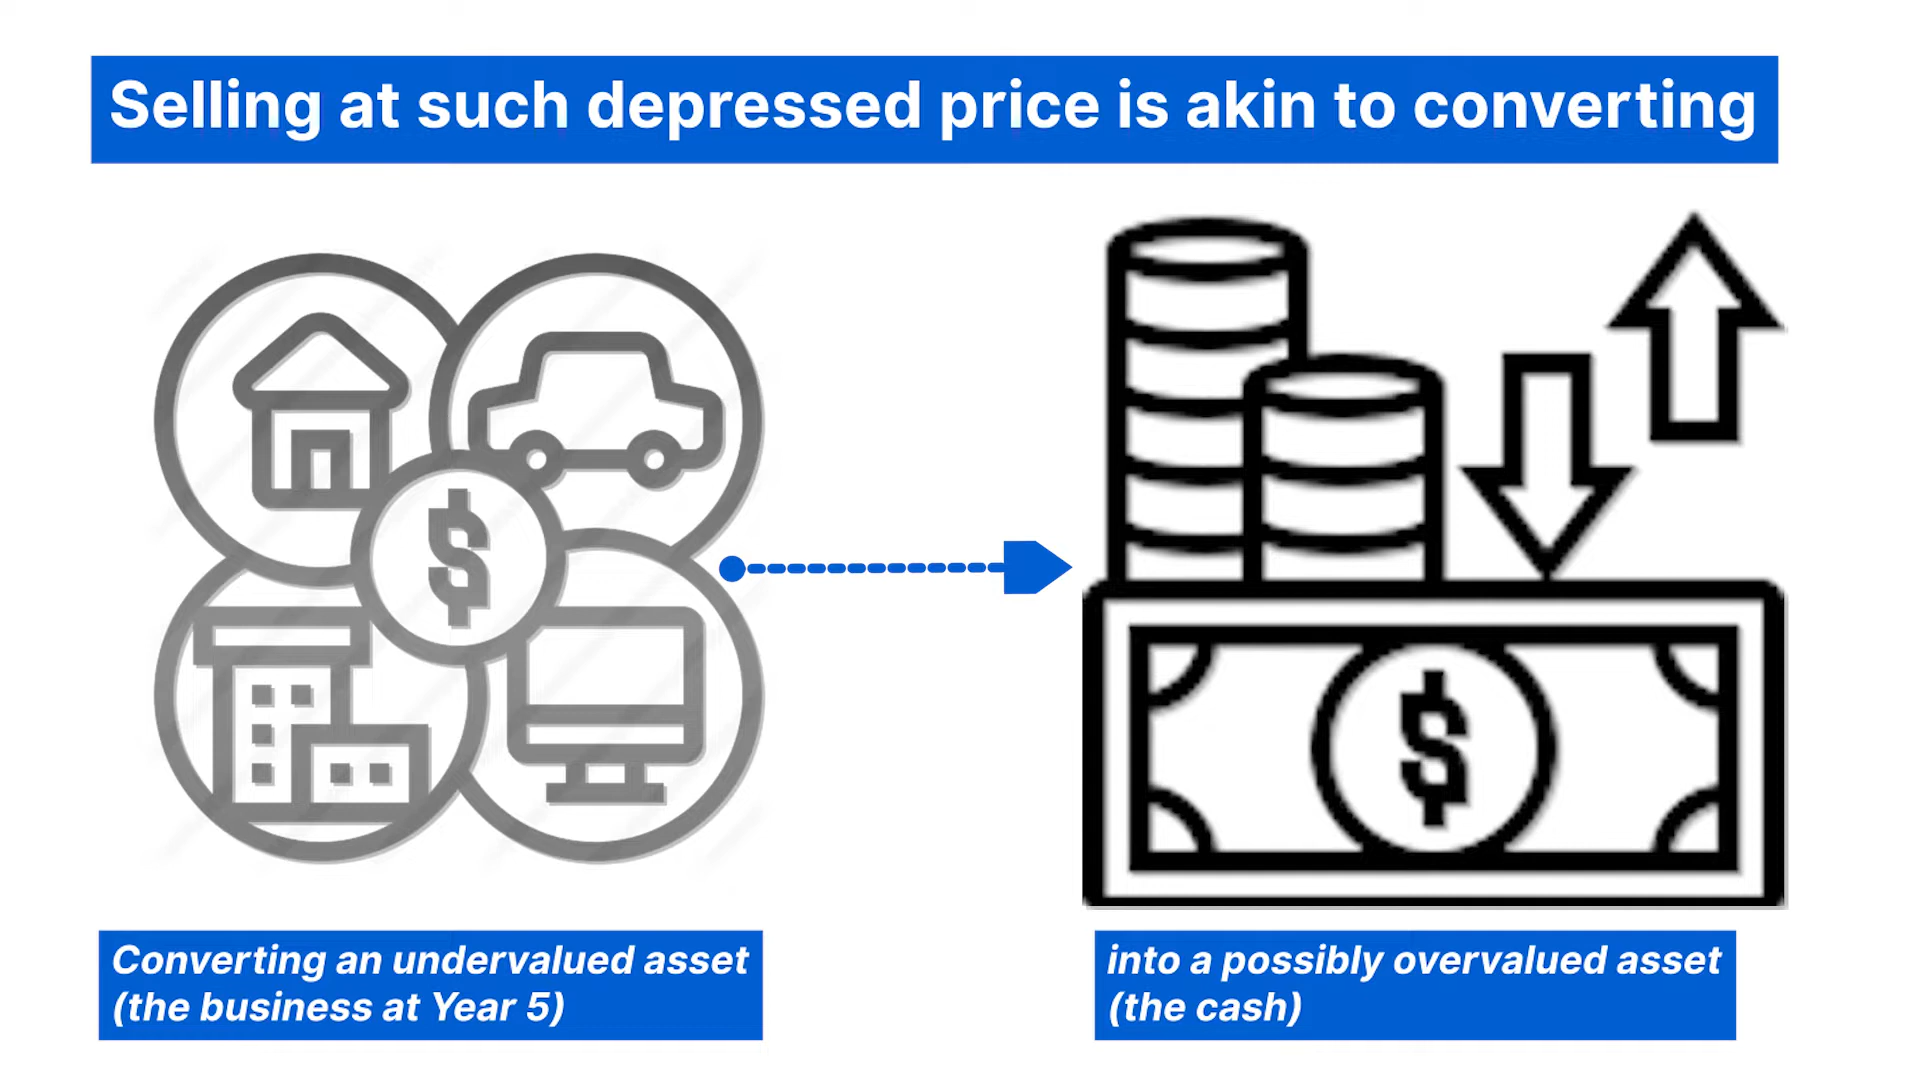 Selling at such depressed price is akin to converting
$
$
Converting an undervalued asset
(the business at Year 5)
into a possibly overvalued asset
(the cash)